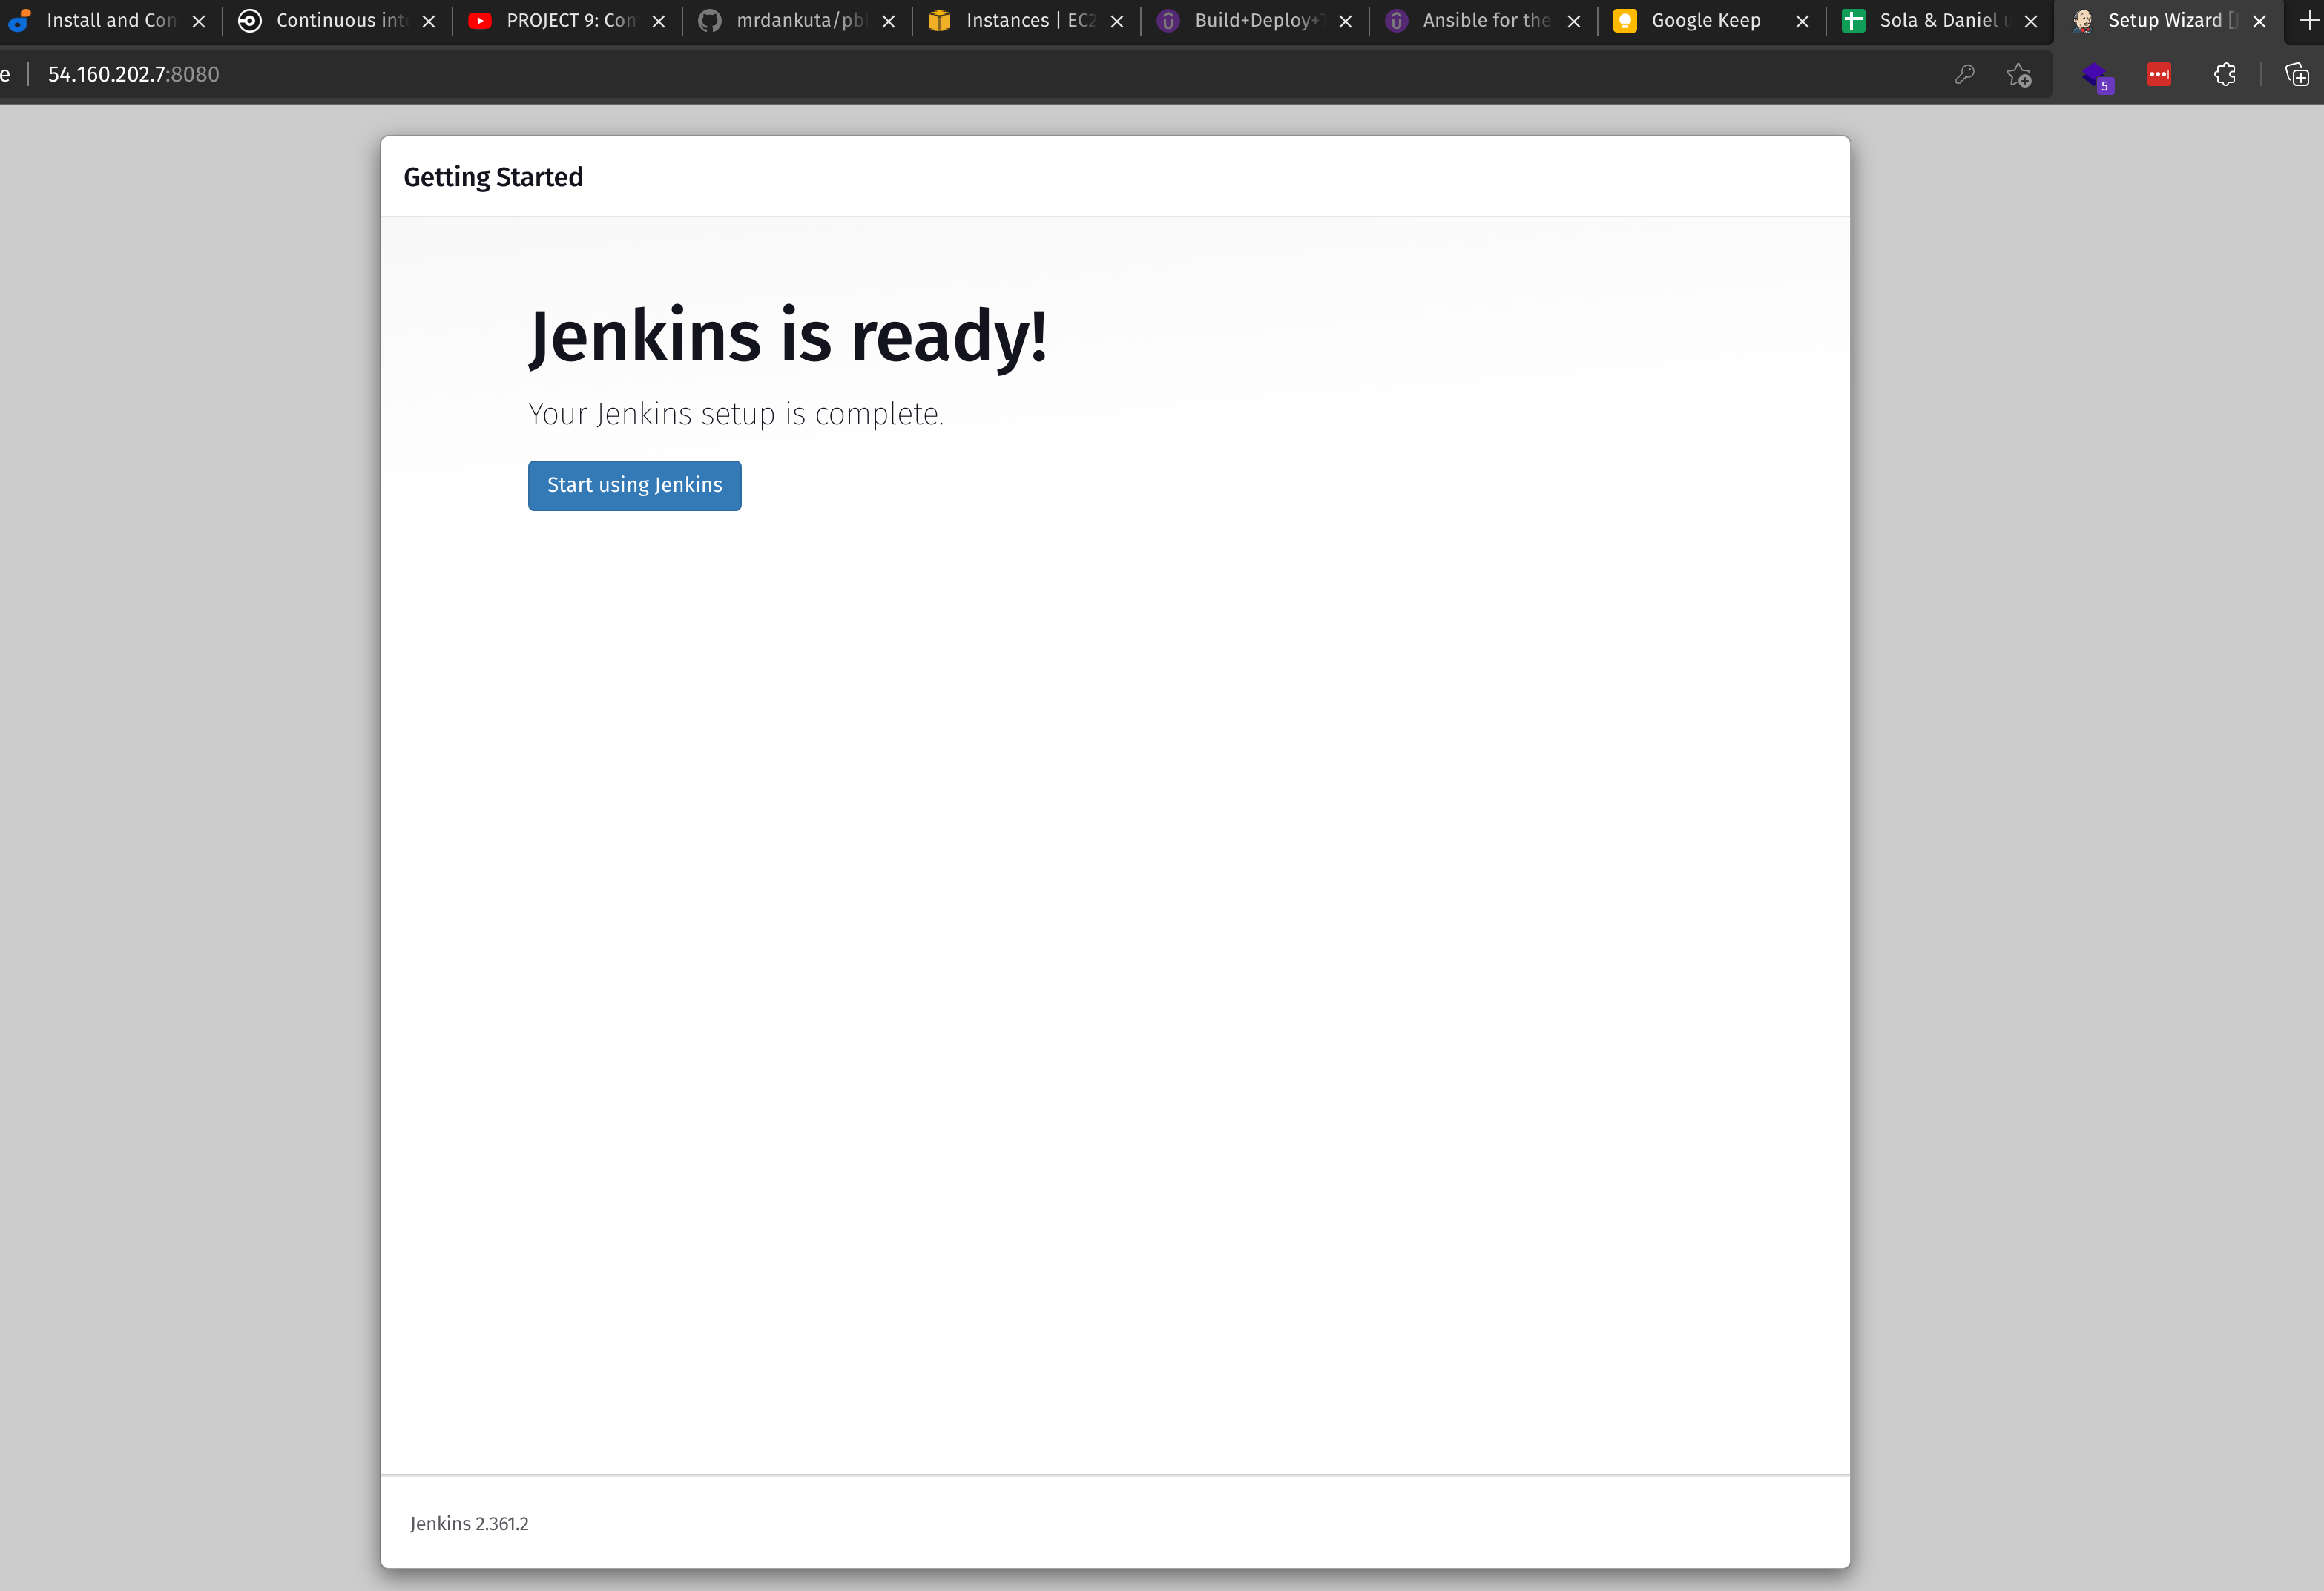 Install and Con
Continuous int
PROJECT 9: Con
mrdankuta/pbl
Instances | EC2
Build+Deploy+
Ansible for the
Google Keep
Sola & Daniel
Setup Wizard [
e
54.160.202.7:8080
5
Getting Started
Jenkins is ready!
Your Jenkins setup is complete.
Start using Jenkins
Jenkins 2.361.2